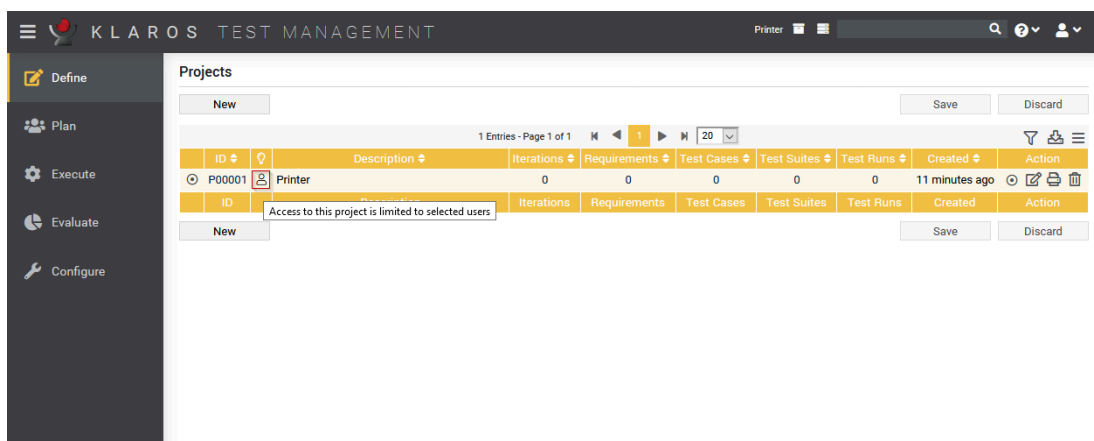 KLAROS TEST MANAGEMENT
Printer
Define
Plan
Execute
Evaluate
Configure
Projects
New
Save
Discard
1 Entries - Page 1 of 1
1
20
ID Description Iterations Requirements Test Cases Test Suites Test Runs Created Action
P00001 Printer 0 0 0 0 0 11 minutes ago
ID Iterations Requirements Test Cases Test Suites Test Runs Created Action
Access to this project is limited to selected users
New
Save
Discard